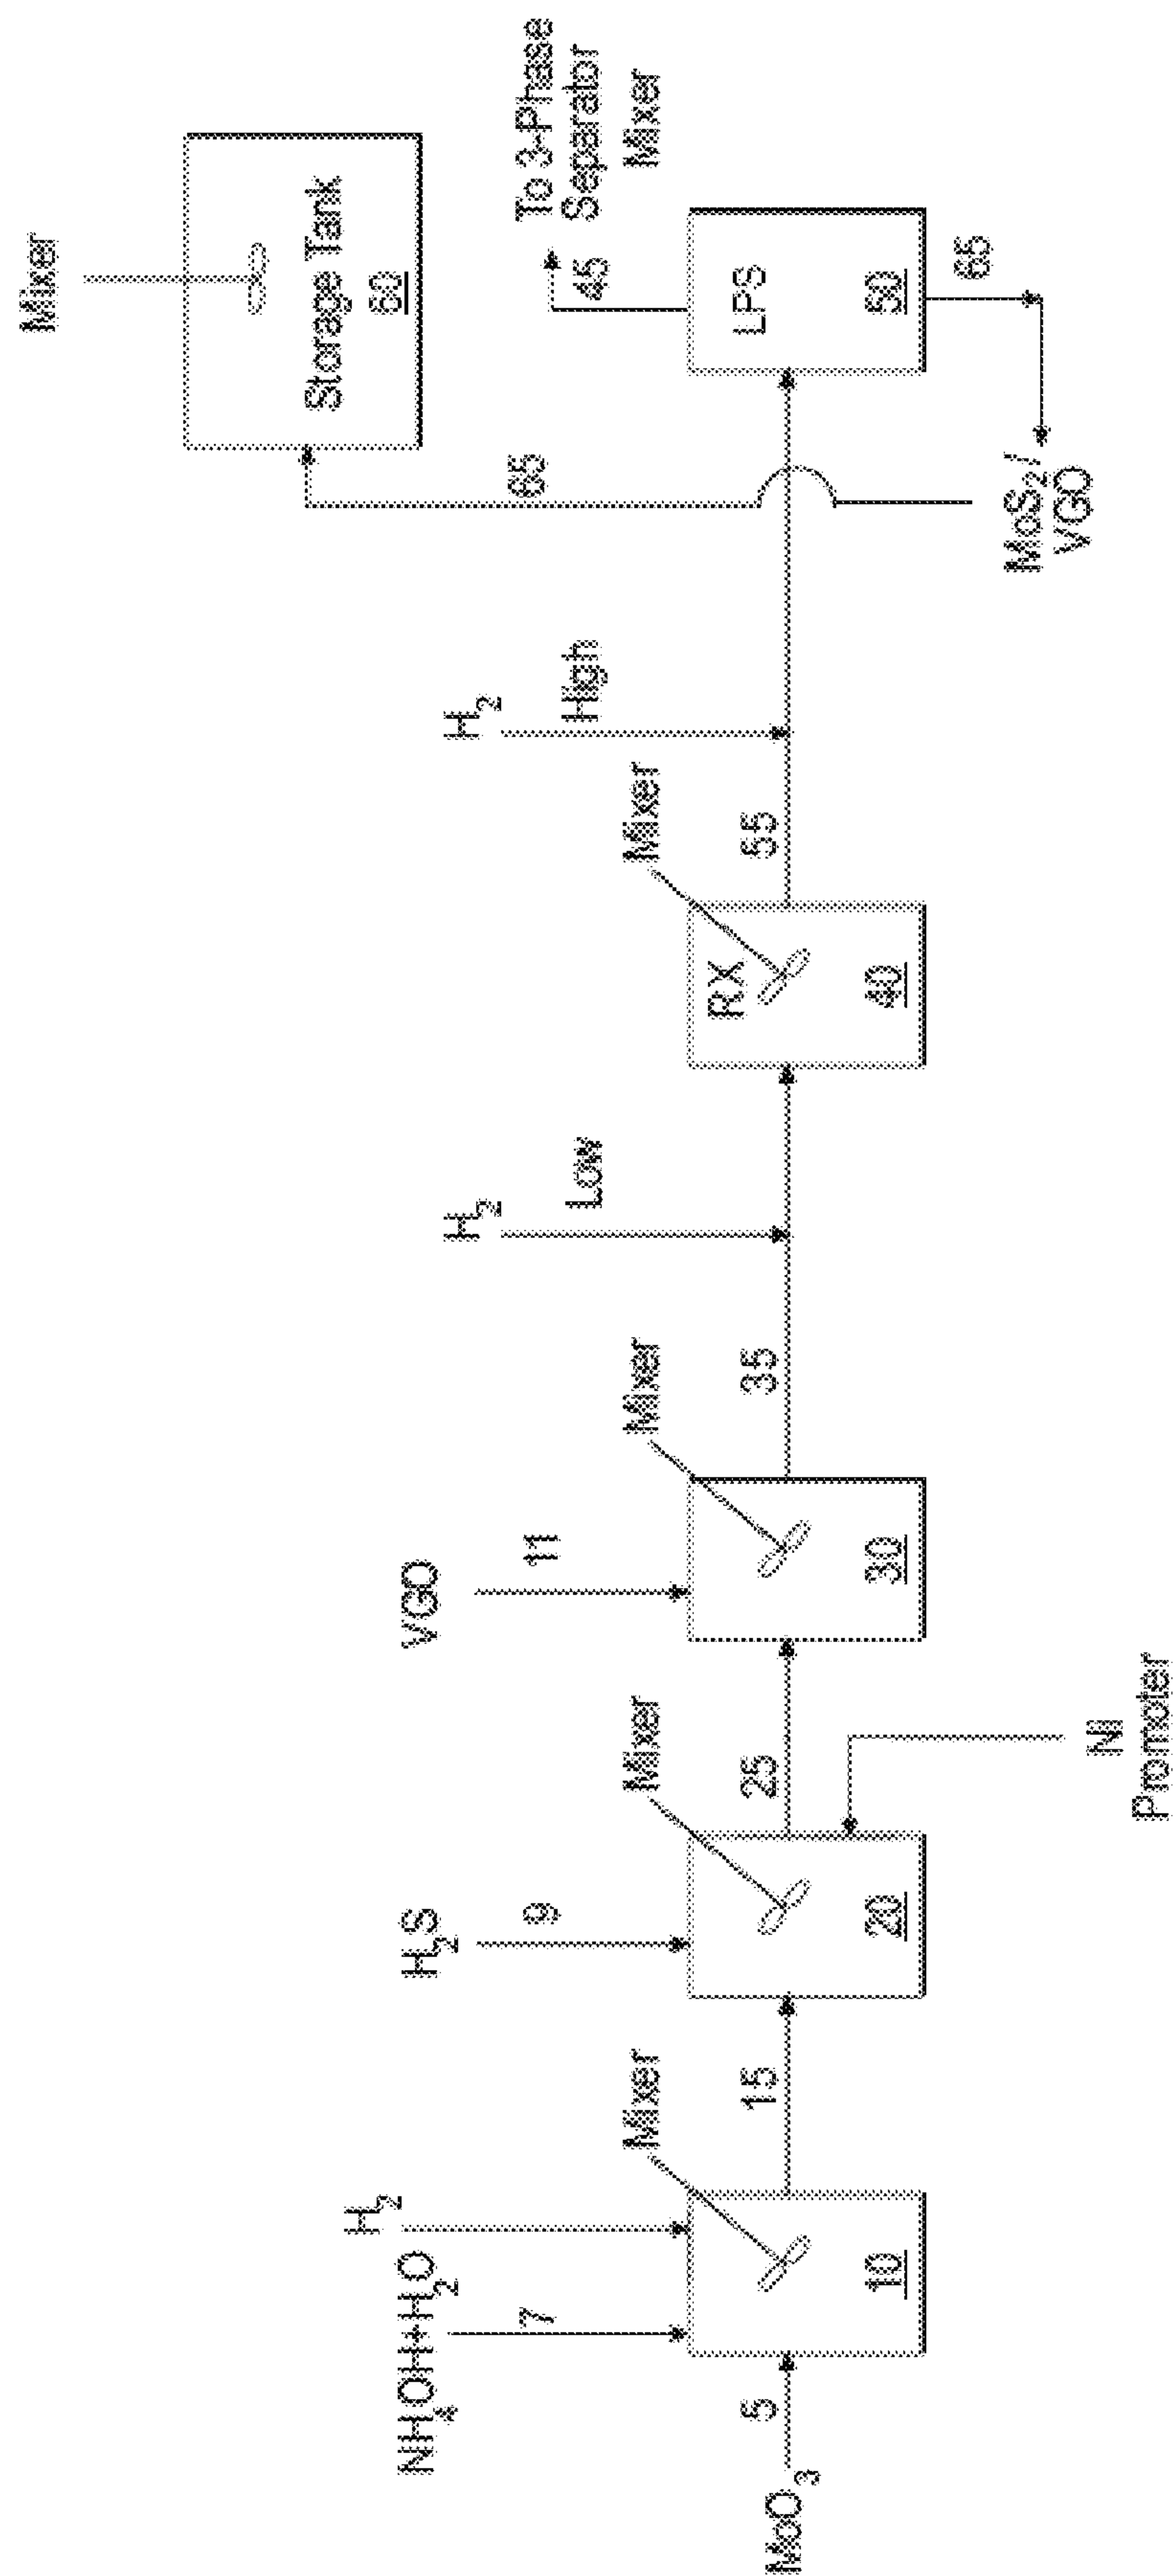 Mixer
Storage Tank
60
To 3-Phase
Separator
Mixer
45
LPS
50
65
65
MoS2/
VGO
H2
High
Mixer
55
RX
40
H2
Low
Mixer
35
VGO
11
30
Mixer
25
H2S
9
20
Ni
Promoter
Mixer
15
H2
NH4OH+H2O
7
10
5
MoO3